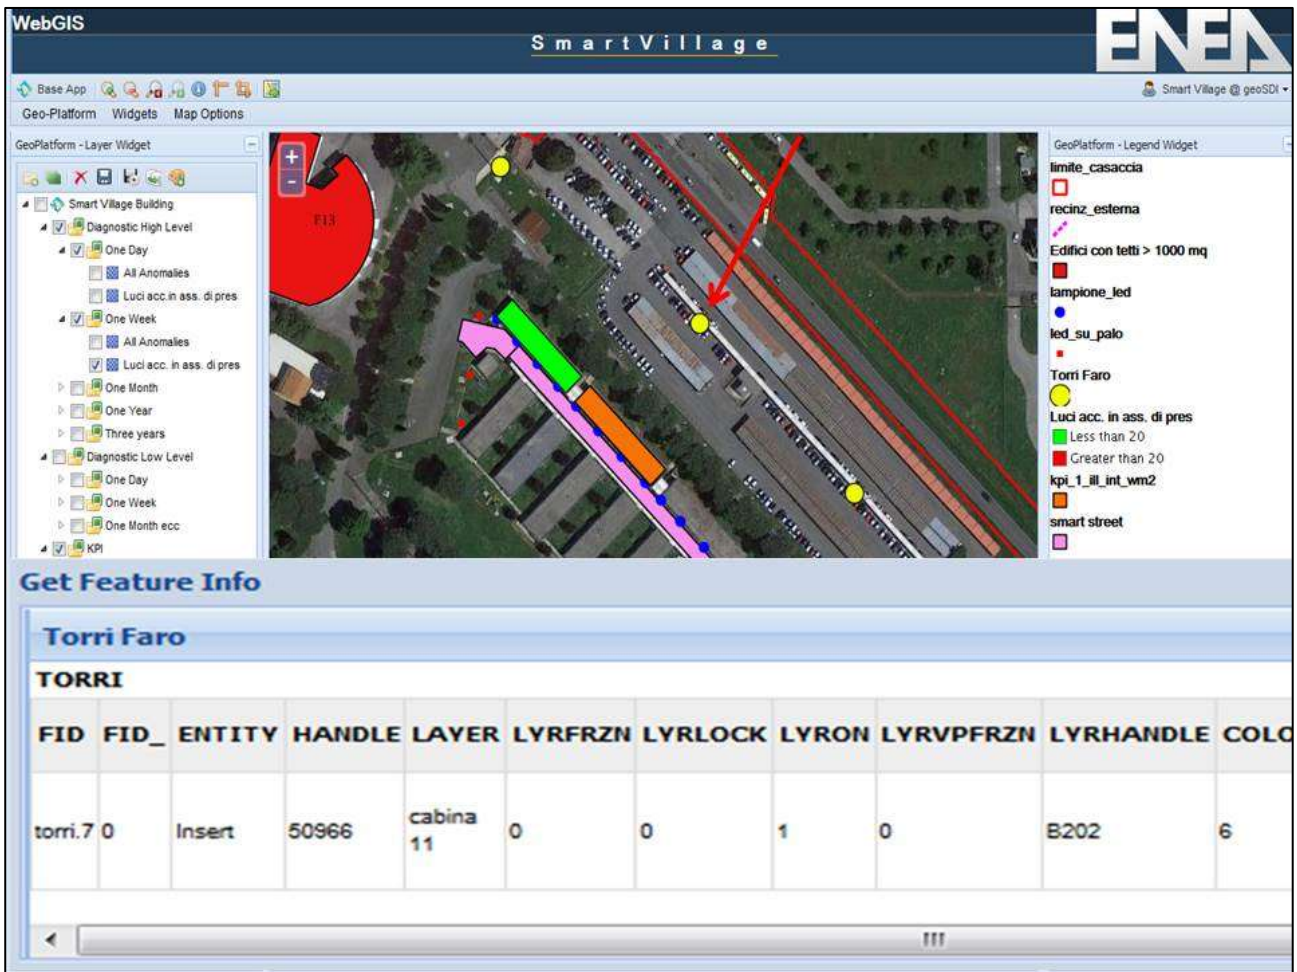 WebGIS
SmartVillage
ENEA
Base App
Smart Village @ geoSDI
Geo-Platform Widgets Map Options
GeoPlatform - Layer Widget
Smart Village Building
Diagnostic High Level
One Day
All Anomalies
Luci acc.in ass. di pres
One Week
All Anomalies
Luci acc. in ass. di pres
One Month
One Year
Three years
Diagnostic Low Level
One Day
One Week
One Month ecc
KPI
+
-
F13
GeoPlatform - Legend Widget
limite_casaccia
recinz_esterna
Edifici con tetti > 1000 mq
lampione_led
led_su_palo
Torri Faro
Luci acc. in ass. di pres
Less than 20
Greater than 20
kpi_1_ill_int_wm2
smart street
Get Feature Info
Torri Faro
TORRI
FID FID_ ENTITY HANDLE LAYER LYRFRZN LYRLOCK LYRON LYRVPFRZN LYRHANDLE COLO
torri.7 0 Insert 50966 cabina 11 0 0 1 0 B202 6